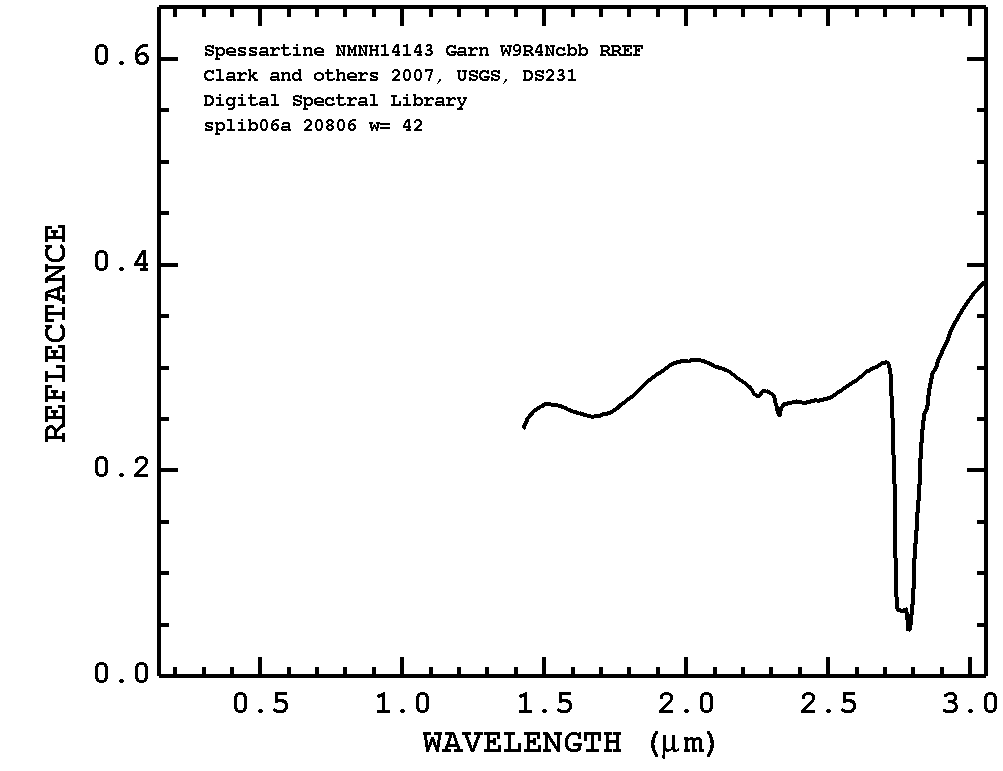 Spessartine NMNH14143 Garn W9R4Ncbb RREF
Clark and others 2007, USGS, DS231
Digital Spectral Library
splib06a 20806 w= 42
REFLECTANCE
0.6
0.4
0.2
0.0
0.5 1.0 1.5 2.0 2.5 3.0
WAVELENGTH (μm)